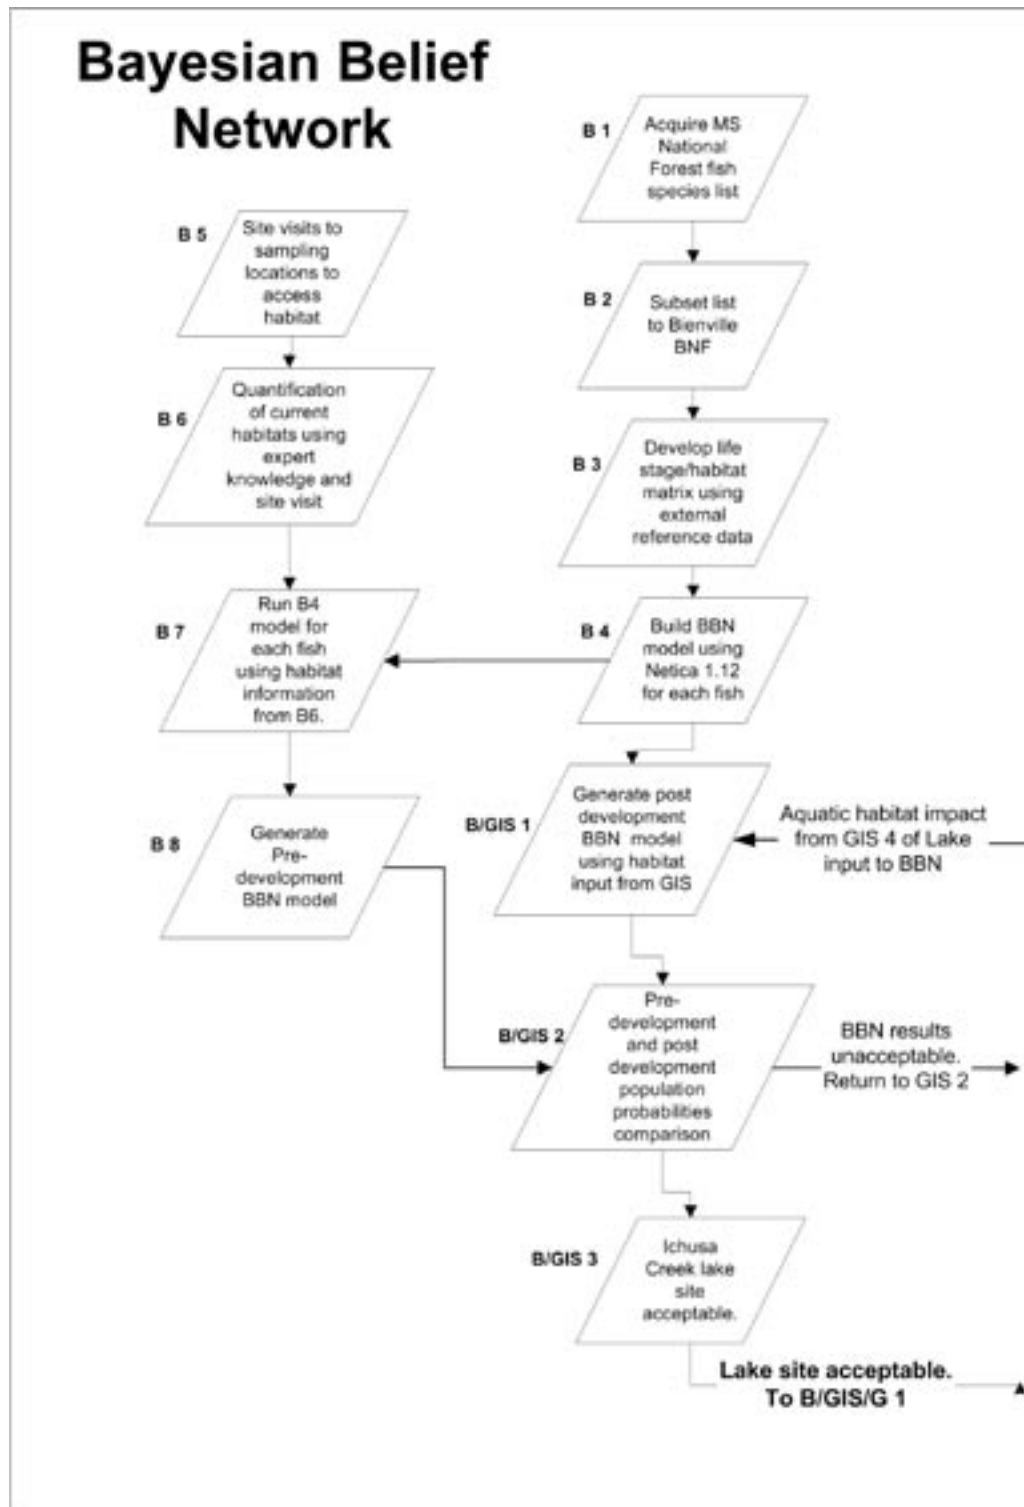 Bayesian Belief
Network
B 1
Acquire MS
National
Forest fish
species list
B 2
Subset list
to Bienville
BNF
B 3
Develop life
stage/habitat
matrix using
external
reference data
B 4
Build BBN
model using
Netica 1.12
for each fish
B 5
Site visits to
sampling
locations to
access
habitat
B 6
Quantification
of current
habitats using
expert
knowledge and
site visit
B 7
Run B4
model for
each fish
using habitat
information
from B6.
B 8
Generate
Pre-
development
BBN model
B/GIS 1
Generate post
development
BBN model
using habitat
input from GIS
Aquatic habitat impact
from GIS 4 of Lake
input to BBN
B/GIS 2
Pre-
development
and post
development
population
probabilities
comparison
BBN results
unacceptable.
Return to GIS 2
B/GIS 3
Ichusa
Creek lake
site
acceptable.
Lake site acceptable.
To B/GIS/G 1